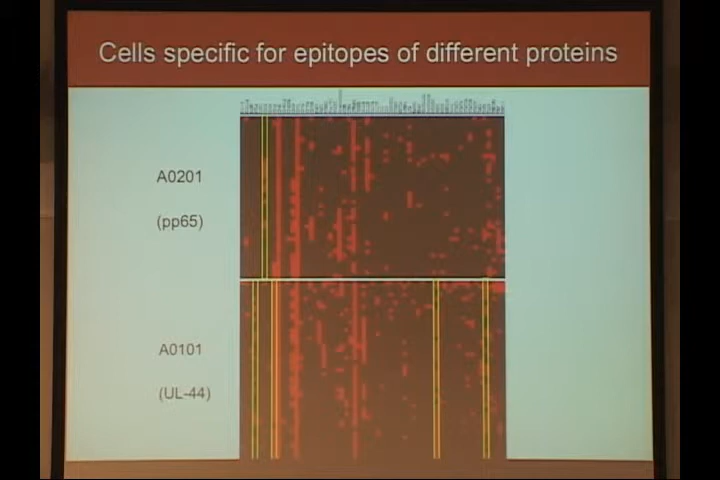 Cells specific for epitopes of different proteins
A0201
(pp65)
A0101
(UL-44)